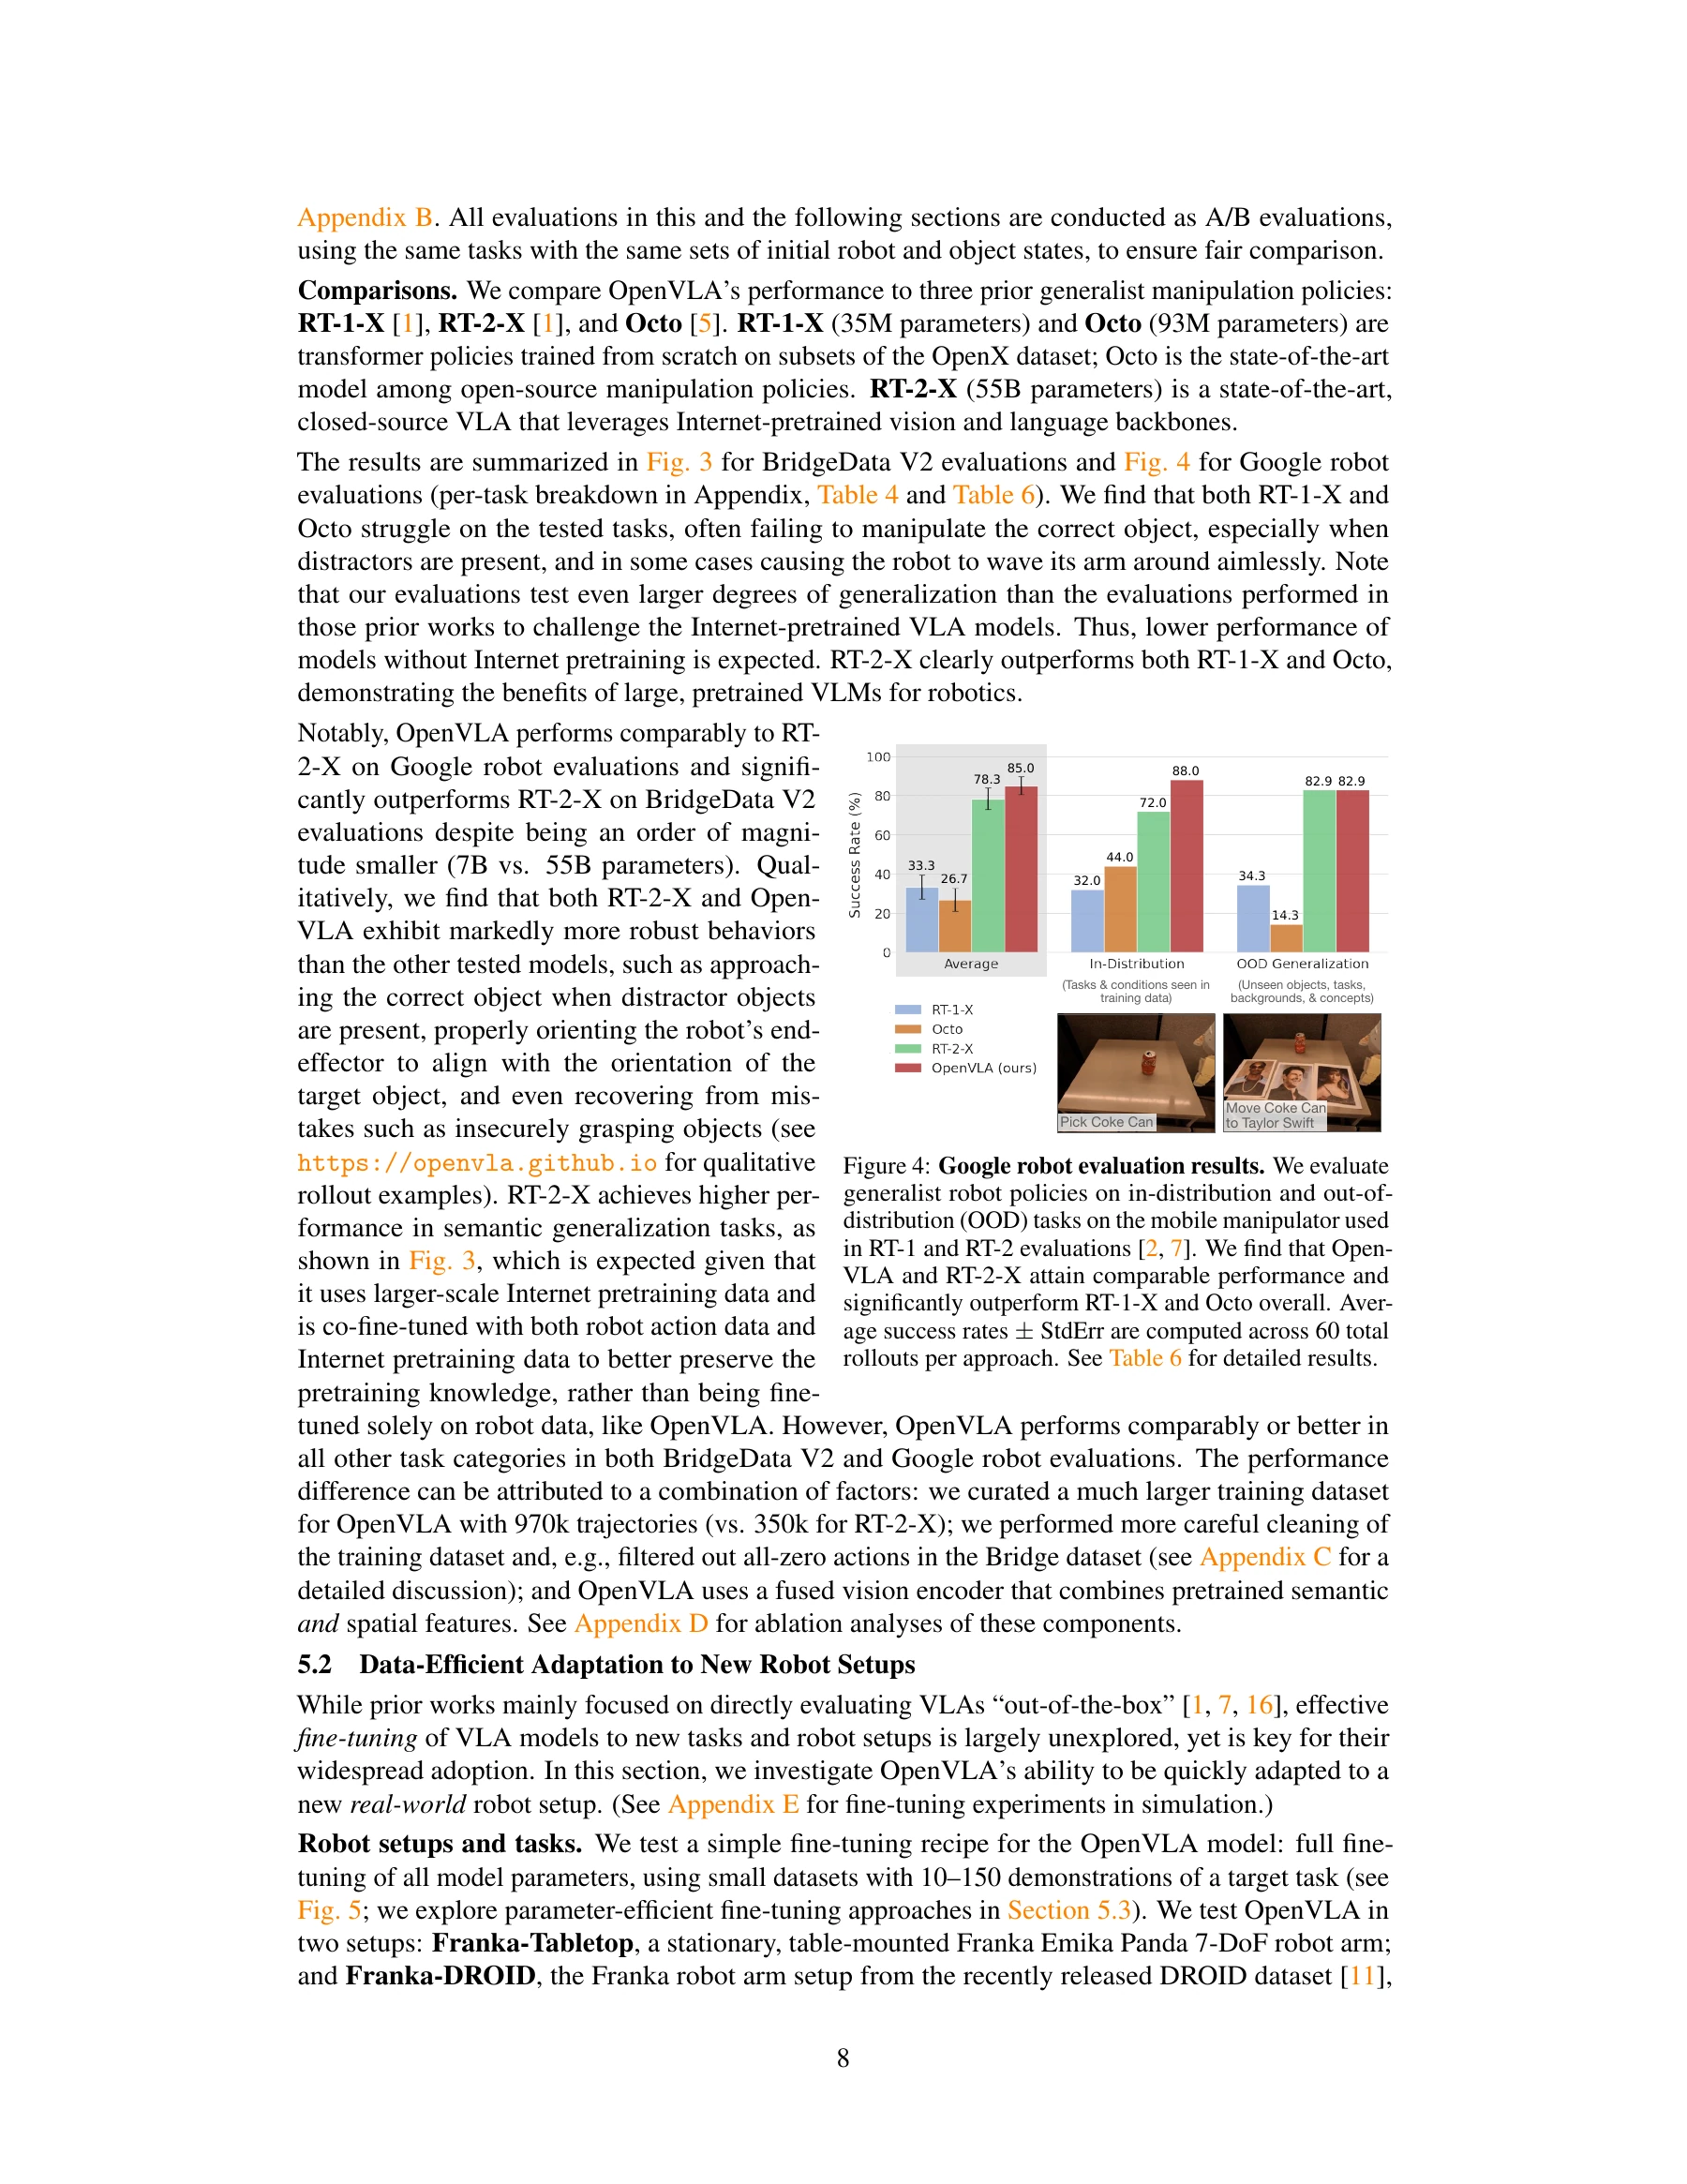 Appendix B. All evaluations in this and the following sections are conducted as A/B evaluations,
using the same tasks with the same sets of initial robot and object states, to ensure fair comparison.
Comparisons. We compare OpenVLA's performance to three prior generalist manipulation policies:
RT-1-X [1], RT-2-X [1], and Octo [5]. RT-1-X (35M parameters) and Octo (93M parameters) are
transformer policies trained from scratch on subsets of the OpenX dataset; Octo is the state-of-the-art
model among open-source manipulation policies. RT-2-X (55B parameters) is a state-of-the-art,
closed-source VLA that leverages Internet-pretrained vision and language backbones.
The results are summarized in Fig. 3 for BridgeData V2 evaluations and Fig. 4 for Google robot
evaluations (per-task breakdown in Appendix, Table 4 and Table 6). We find that both RT-1-X and
Octo struggle on the tested tasks, often failing to manipulate the correct object, especially when
distractors are present, and in some cases causing the robot to wave its arm around aimlessly. Note
that our evaluations test even larger degrees of generalization than the evaluations performed in
those prior works to challenge the Internet-pretrained VLA models. Thus, lower performance of
models without Internet pretraining is expected. RT-2-X clearly outperforms both RT-1-X and Octo,
demonstrating the benefits of large, pretrained VLMs for robotics.
Notably, OpenVLA performs comparably to RT-
2-X on Google robot evaluations and signifi-
cantly outperforms RT-2-X on BridgeData V2
evaluations despite being an order of magni-
tude smaller (7B vs. 55B parameters). Qual-
itatively, we find that both RT-2-X and Open-
VLA exhibit markedly more robust behaviors
than the other tested models, such as approach-
ing the correct object when distractor objects
are present, properly orienting the robot's end-
effector to align with the orientation of the
target object, and even recovering from mis-
takes such as insecurely grasping objects (see
https://openvla.github.io for qualitative
rollout examples). RT-2-X achieves higher per-
formance in semantic generalization tasks, as
shown in Fig. 3, which is expected given that
it uses larger-scale Internet pretraining data and
is co-fine-tuned with both robot action data and
Internet pretraining data to better preserve the
pretraining knowledge, rather than being fine-
tuned solely on robot data, like OpenVLA. However, OpenVLA performs comparably or better in
all other task categories in both BridgeData V2 and Google robot evaluations. The performance
difference can be attributed to a combination of factors: we curated a much larger training dataset
for OpenVLA with 970k trajectories (vs. 350k for RT-2-X); we performed more careful cleaning of
the training dataset and, e.g., filtered out all-zero actions in the Bridge dataset (see Appendix C for a
detailed discussion); and OpenVLA uses a fused vision encoder that combines pretrained semantic
and spatial features. See Appendix D for ablation analyses of these components.
Success Rate (%)
100
80
60
40
20
0
33.3
26.7
78.3
85.0
Average
32.0
44.0
72.0
88.0
In-Distribution
(Tasks & conditions seen in
training data)
34.3
14.3
82.9
82.9
OOD Generalization
(Unseen objects, tasks,
backgrounds, & concepts)
RT-1-X
Octo
RT-2-X
OpenVLA (ours)
Pick Coke Can
Move Coke Can
to Taylor Swift
Figure 4: Google robot evaluation results. We evaluate
generalist robot policies on in-distribution and out-of-
distribution (OOD) tasks on the mobile manipulator used
in RT-1 and RT-2 evaluations [2, 7]. We find that Open-
VLA and RT-2-X attain comparable performance and
significantly outperform RT-1-X and Octo overall. Aver-
age success rates ± StdErr are computed across 60 total
rollouts per approach. See Table 6 for detailed results.
5.2 Data-Efficient Adaptation to New Robot Setups
While prior works mainly focused on directly evaluating VLAs “out-of-the-box” [1, 7, 16], effective
fine-tuning of VLA models to new tasks and robot setups is largely unexplored, yet is key for their
widespread adoption. In this section, we investigate OpenVLA's ability to be quickly adapted to a
new real-world robot setup. (See Appendix E for fine-tuning experiments in simulation.)
Robot setups and tasks. We test a simple fine-tuning recipe for the OpenVLA model: full fine-
tuning of all model parameters, using small datasets with 10–150 demonstrations of a target task (see
Fig. 5; we explore parameter-efficient fine-tuning approaches in Section 5.3). We test OpenVLA in
two setups: Franka-Tabletop, a stationary, table-mounted Franka Emika Panda 7-DoF robot arm;
and Franka-DROID, the Franka robot arm setup from the recently released DROID dataset [11],
8